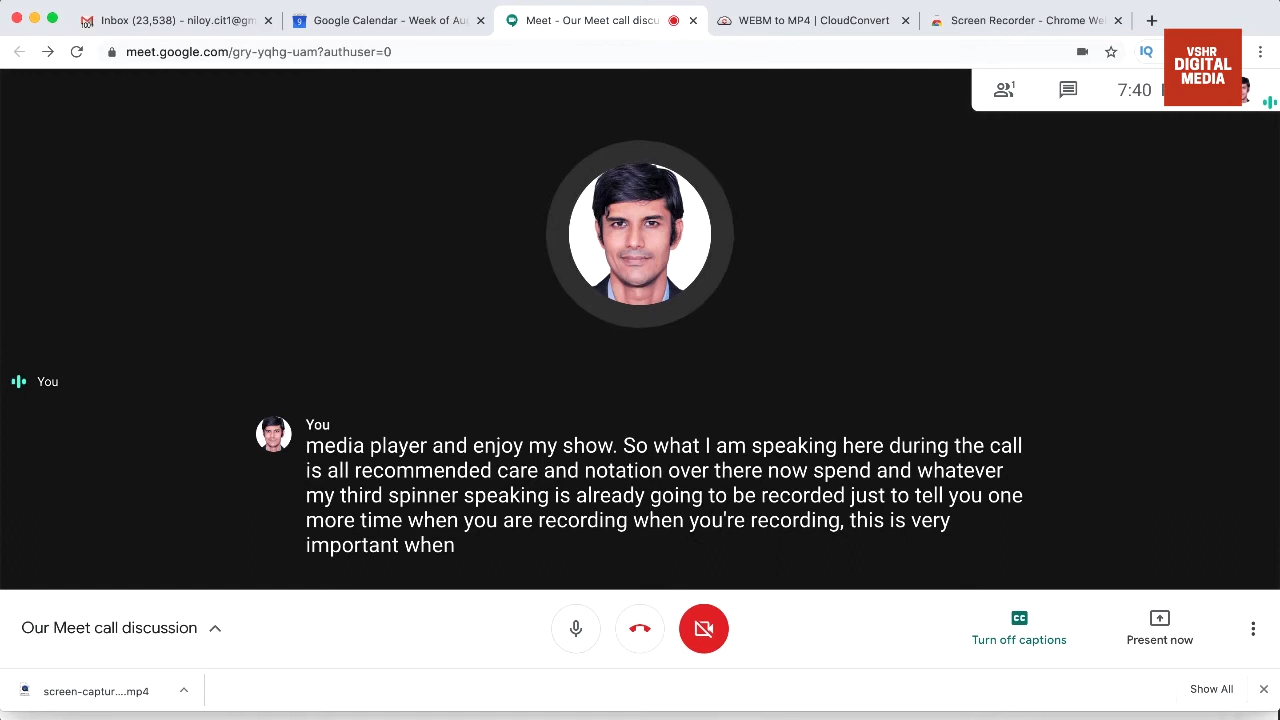 Inbox (23,538) - niloy.cit1@gm
Google Calendar - Week of Au
Meet - Our Meet call discu
WEBM to MP4 | CloudConvert
Screen Recorder - Chrome We
meet.google.com/gry-yqhg-uam?authuser=0
IQ
VSHR
DIGITAL
MEDIA
1
7:40
You
You
media player and enjoy my show. So what I am speaking here during the call
is all recommended care and notation over there now spend and whatever
my third spinner speaking is already going to be recorded just to tell you one
more time when you are recording when you're recording, this is very
important when
Our Meet call discussion
CC
Turn off captions
Present now
screen-captur....mp4
Show All